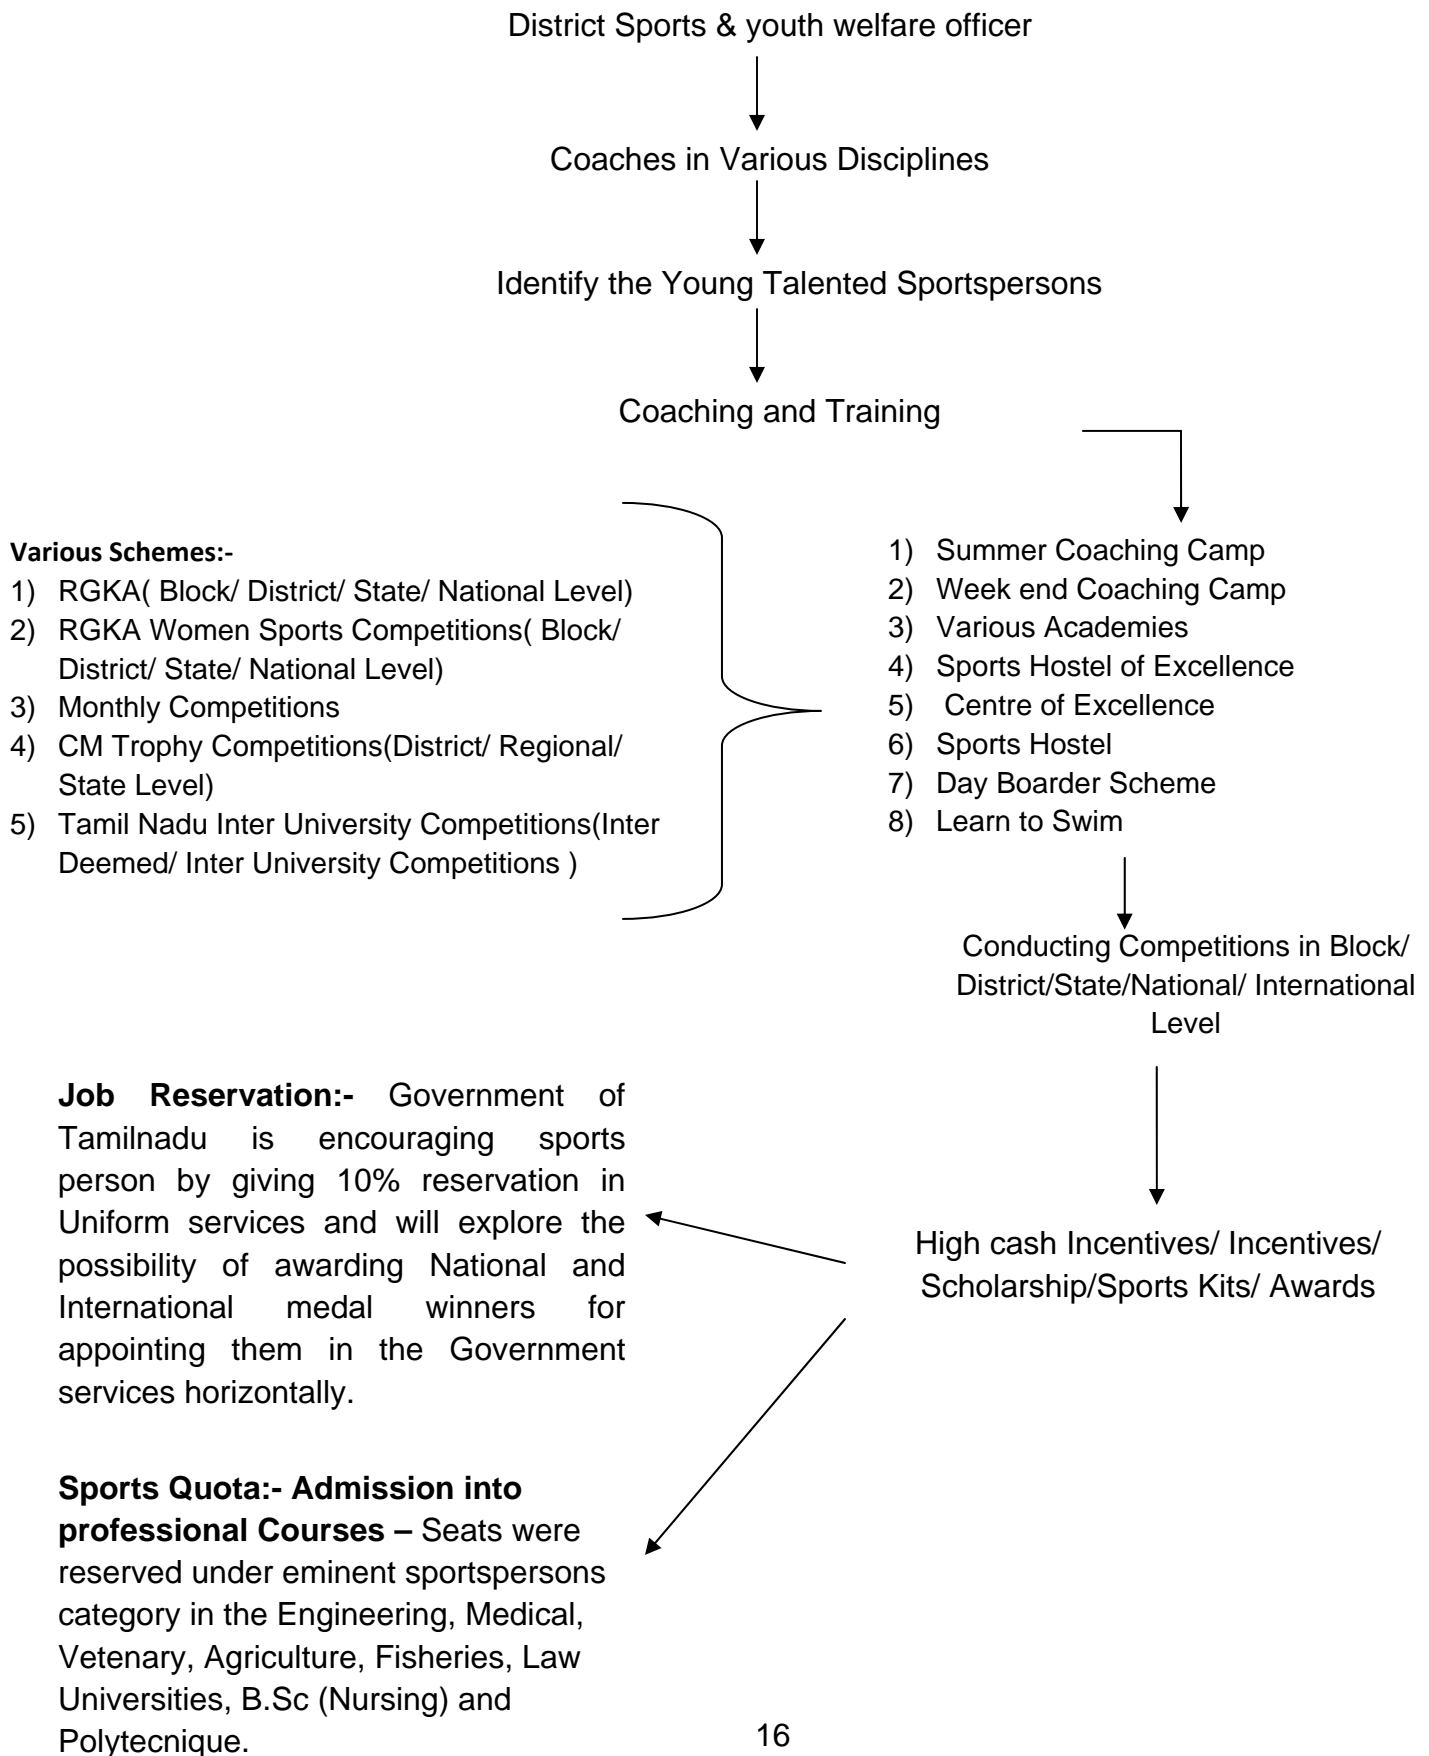 District Sports & youth welfare officer
Coaches in Various Disciplines
Identify the Young Talented Sportspersons
Coaching and Training
Various Schemes:-
1) RGKA( Block/ District/ State/ National Level)
2) RGKA Women Sports Competitions( Block/
District/ State/ National Level)
3) Monthly Competitions
4) CM Trophy Competitions(District/ Regional/
State Level)
5) Tamil Nadu Inter University Competitions(Inter
Deemed/ Inter University Competitions )
1) Summer Coaching Camp
2) Week end Coaching Camp
3) Various Academies
4) Sports Hostel of Excellence
5) Centre of Excellence
6) Sports Hostel
7) Day Boarder Scheme
8) Learn to Swim
Conducting Competitions in Block/
District/State/National/ International
Level
High cash Incentives/ Incentives/
Scholarship/Sports Kits/ Awards
Job Reservation:- Government of
Tamilnadu is encouraging sports
person by giving 10% reservation in
Uniform services and will explore the
possibility of awarding National and
International medal winners for
appointing them in the Government
services horizontally.
Sports Quota:- Admission into
professional Courses – Seats were
reserved under eminent sportspersons
category in the Engineering, Medical,
Vetenary, Agriculture, Fisheries, Law
Universities, B.Sc (Nursing) and
Polytecnique.
16